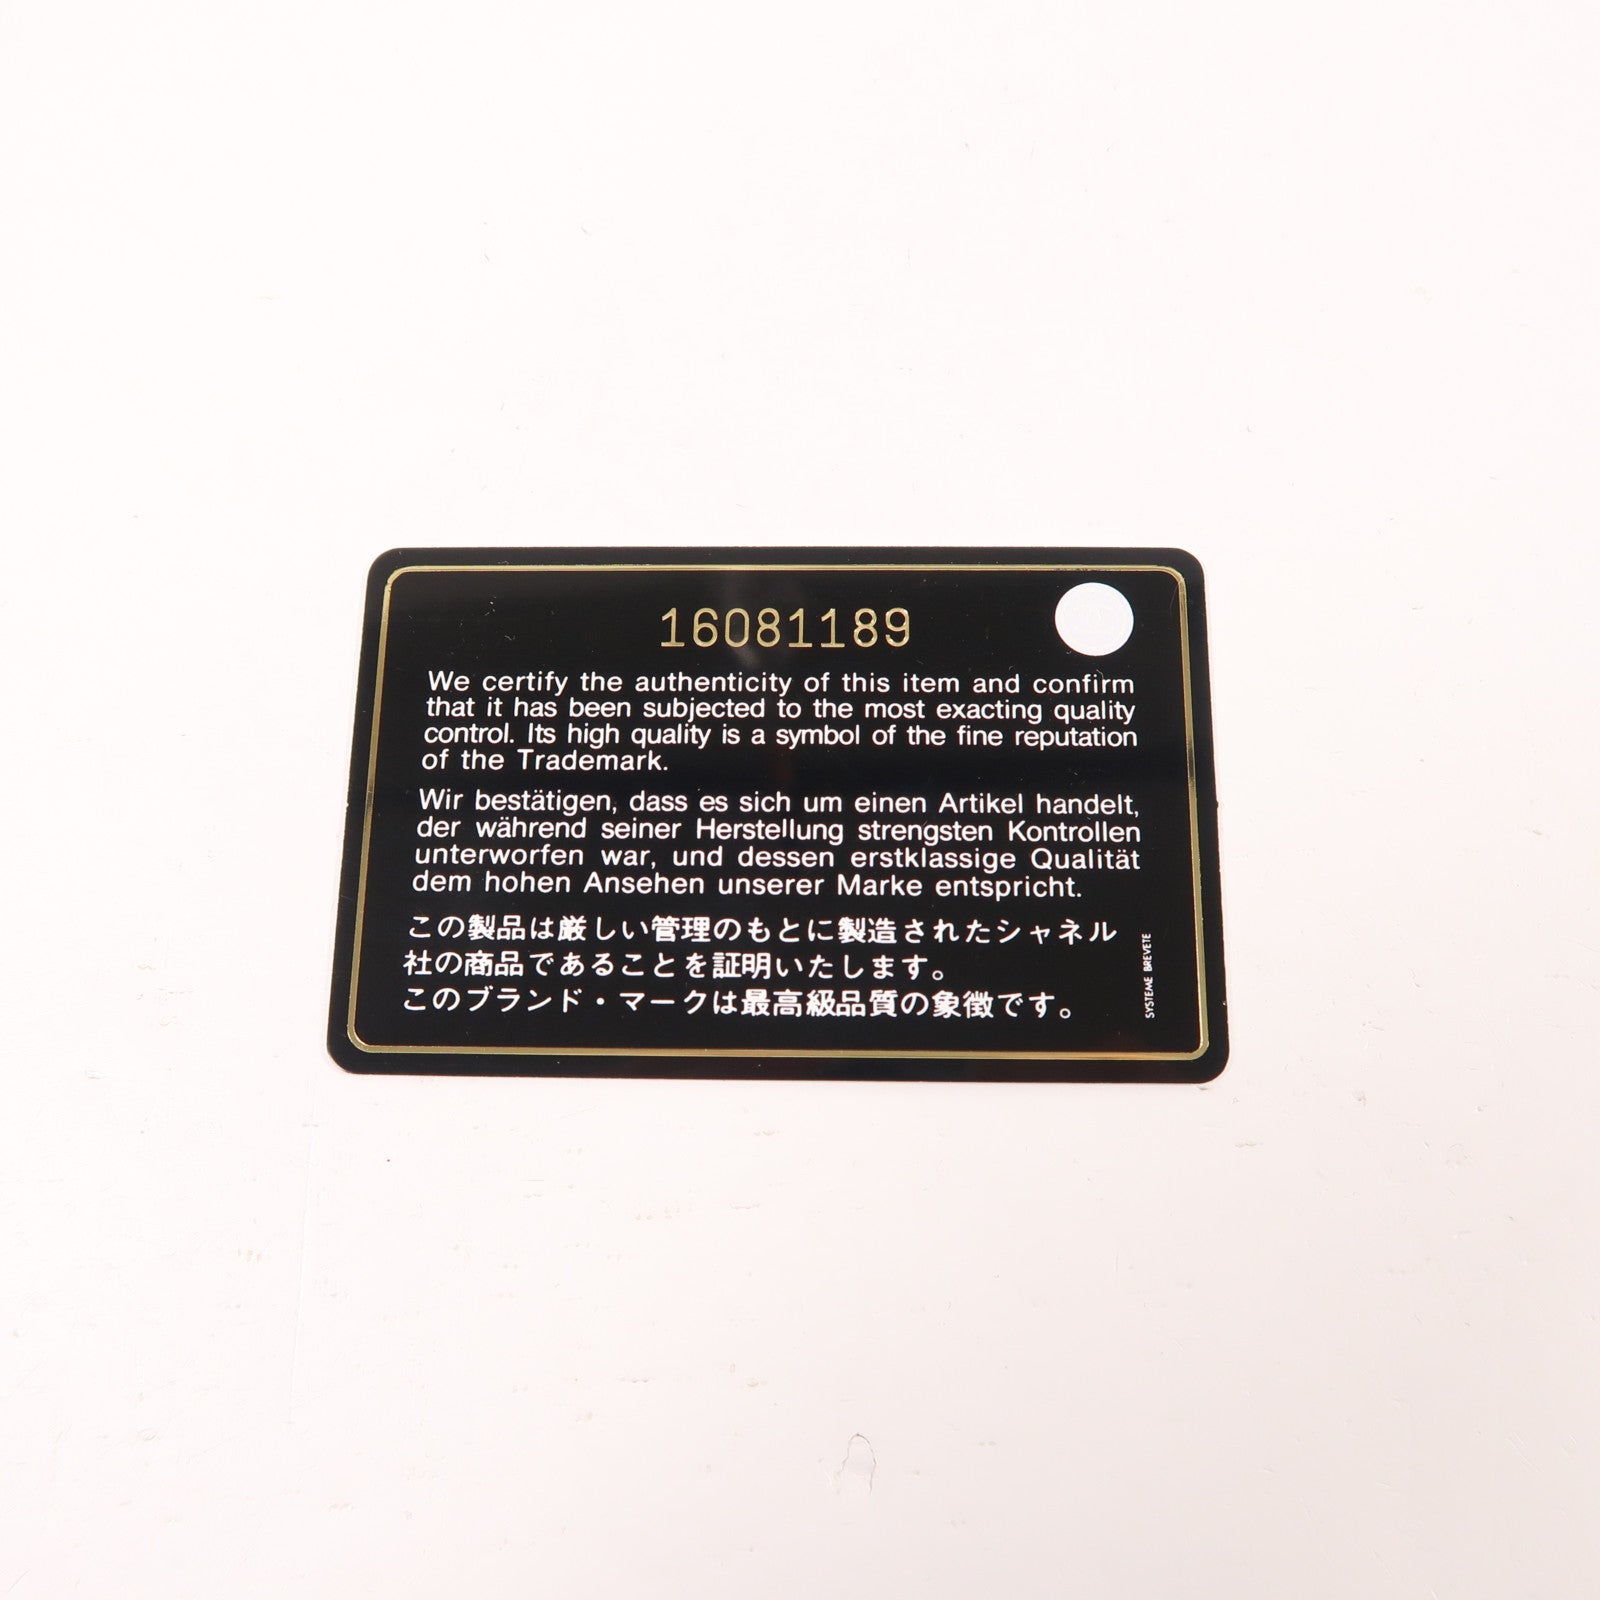 16081189
We certify the authenticity of this item and confirm
that it has been subjected to the most exacting quality
control. Its high quality is a symbol of the fine reputation
of the Trademark.
Wir bestätigen, dass es sich um einen Artikel handelt,
der während seiner Herstellung strengsten Kontrollen
unterworfen war, und dessen erstklassige Qualität
dem hohen Ansehen unserer Marke entspricht.
この製品は厳しい管理のもとに製造されたシャネル
社の商品であることを証明いたします。
このブランド・マークは最高級品質の象徴です。
SYSTEME BREVETE